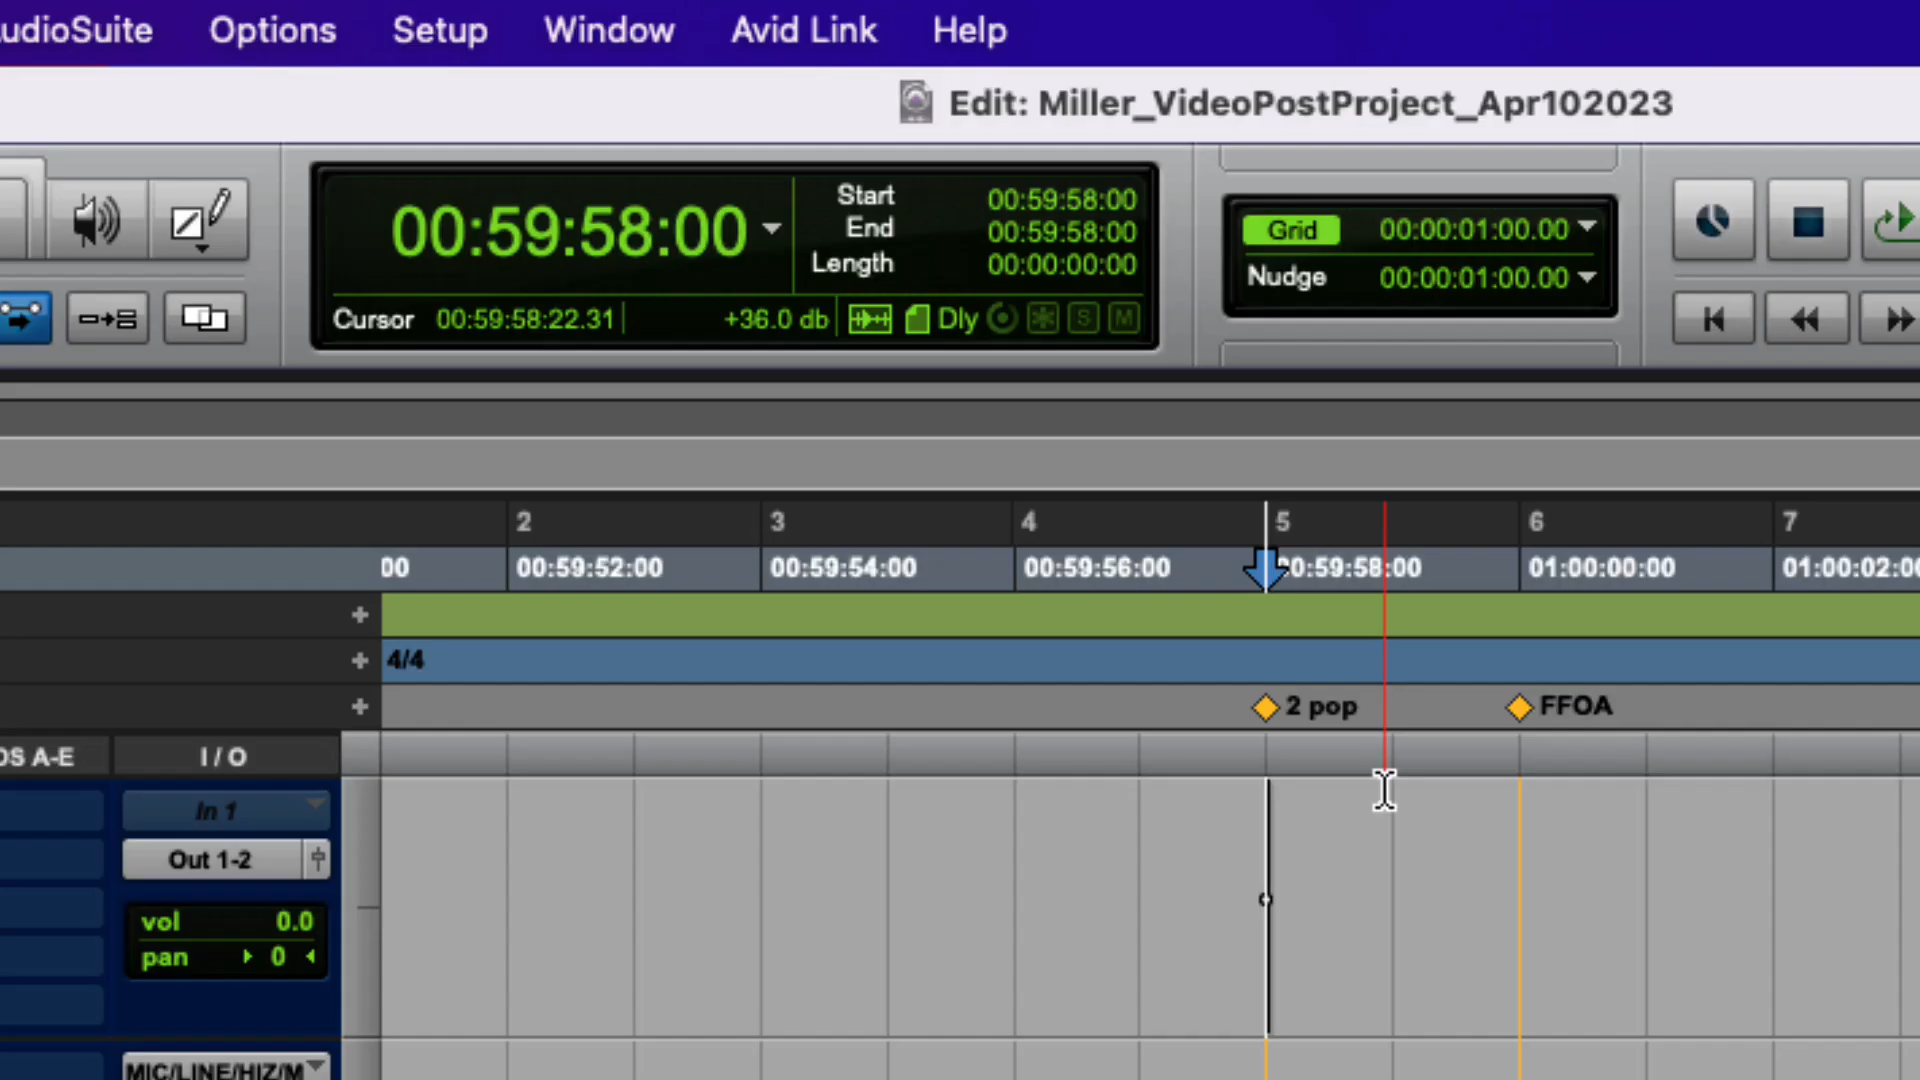 udioSuite Options Setup Window Avid Link Help
Edit: Miller_VideoPostProject_Apr102023
00:59:58:00
Start 00:59:58:00
End 00:59:58:00
Length 00:00:00:00
Cursor 00:59:58:22.31 +36.0 db Dly S M
Grid 00:00:01:00.00
Nudge 00:00:01:00.00
2 3 4 5 6 7
00 00:59:52:00 00:59:54:00 00:59:56:00 00:59:58:00 01:00:00:00 01:00:02:00
+
+ 4/4
+ 2 pop FFOA
OS A-E I / O
In 1
Out 1-2
vol 0.0
pan 0
MIC/LINE/HIZ/M